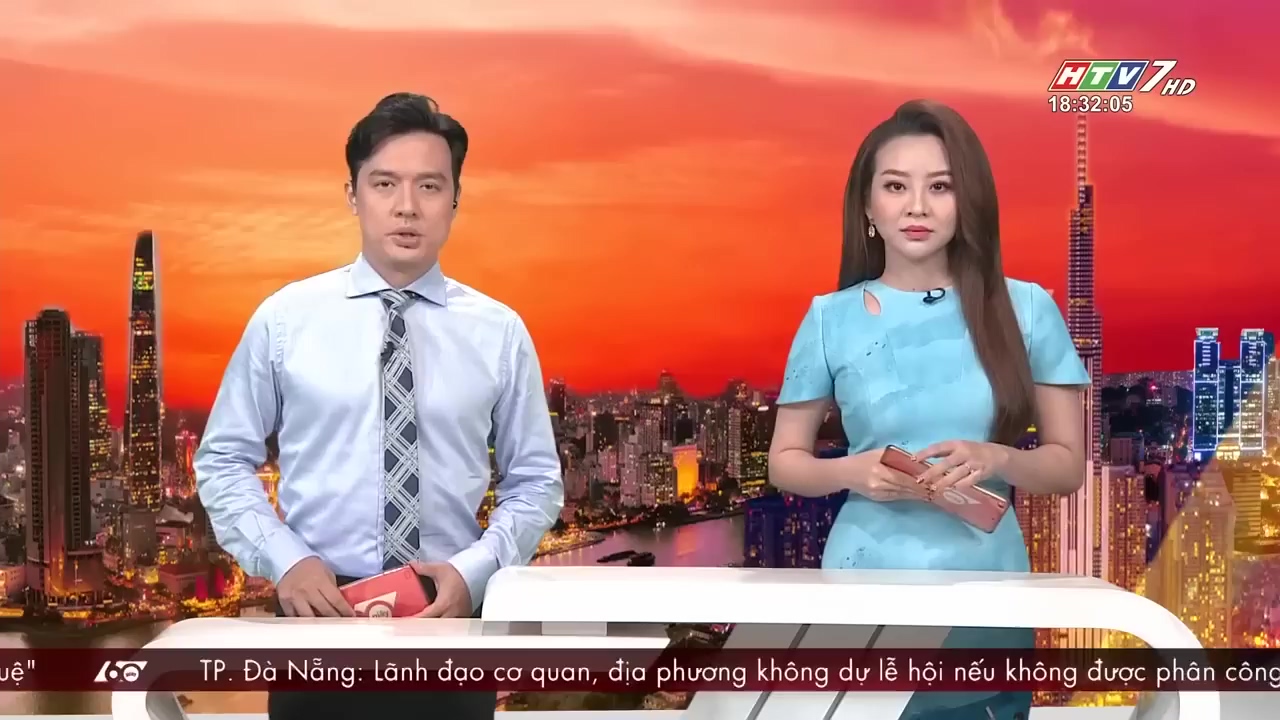 HTV7 HD
18:32:05
uệ" 60 TP. Đà Nẵng: Lãnh đạo cơ quan, địa phương không dự lễ hội nếu không được phân công